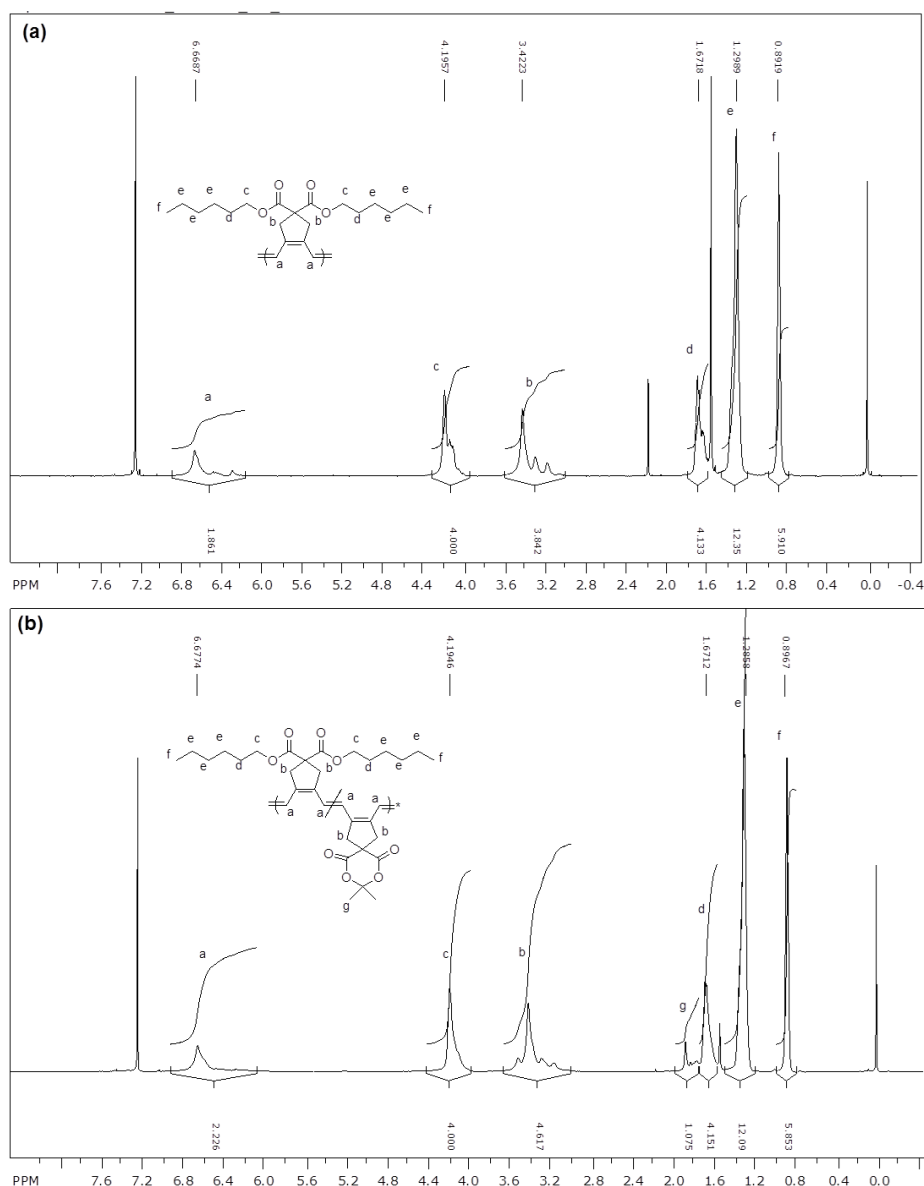 (a)
6.6687 4.1957 3.4223 1.6718 1.2989 0.8919
e
f
O O
f e e e c O O c e e e f
e d b b d e
a a
d
c
b
a
1.861 4.000 3.842 4.133 12.35 5.910
PPM 7.6 7.2 6.8 6.4 6.0 5.6 5.2 4.8 4.4 4.0 3.6 3.2 2.8 2.4 2.0 1.6 1.2 0.8 0.4 0.0 -0.4
(b)
6.6774 4.1946 1.6712 1.2858 0.8967
e
f
O O
f e e c O O c e e f
e d b b d e
a a a a *
b b
O O
O O
g
d
a c b
g
2.226 4.000 4.617 1.075 4.151 12.09 5.853
PPM 7.6 7.2 6.8 6.4 6.0 5.6 5.2 4.8 4.4 4.0 3.6 3.2 2.8 2.4 2.0 1.6 1.2 0.8 0.4 0.0